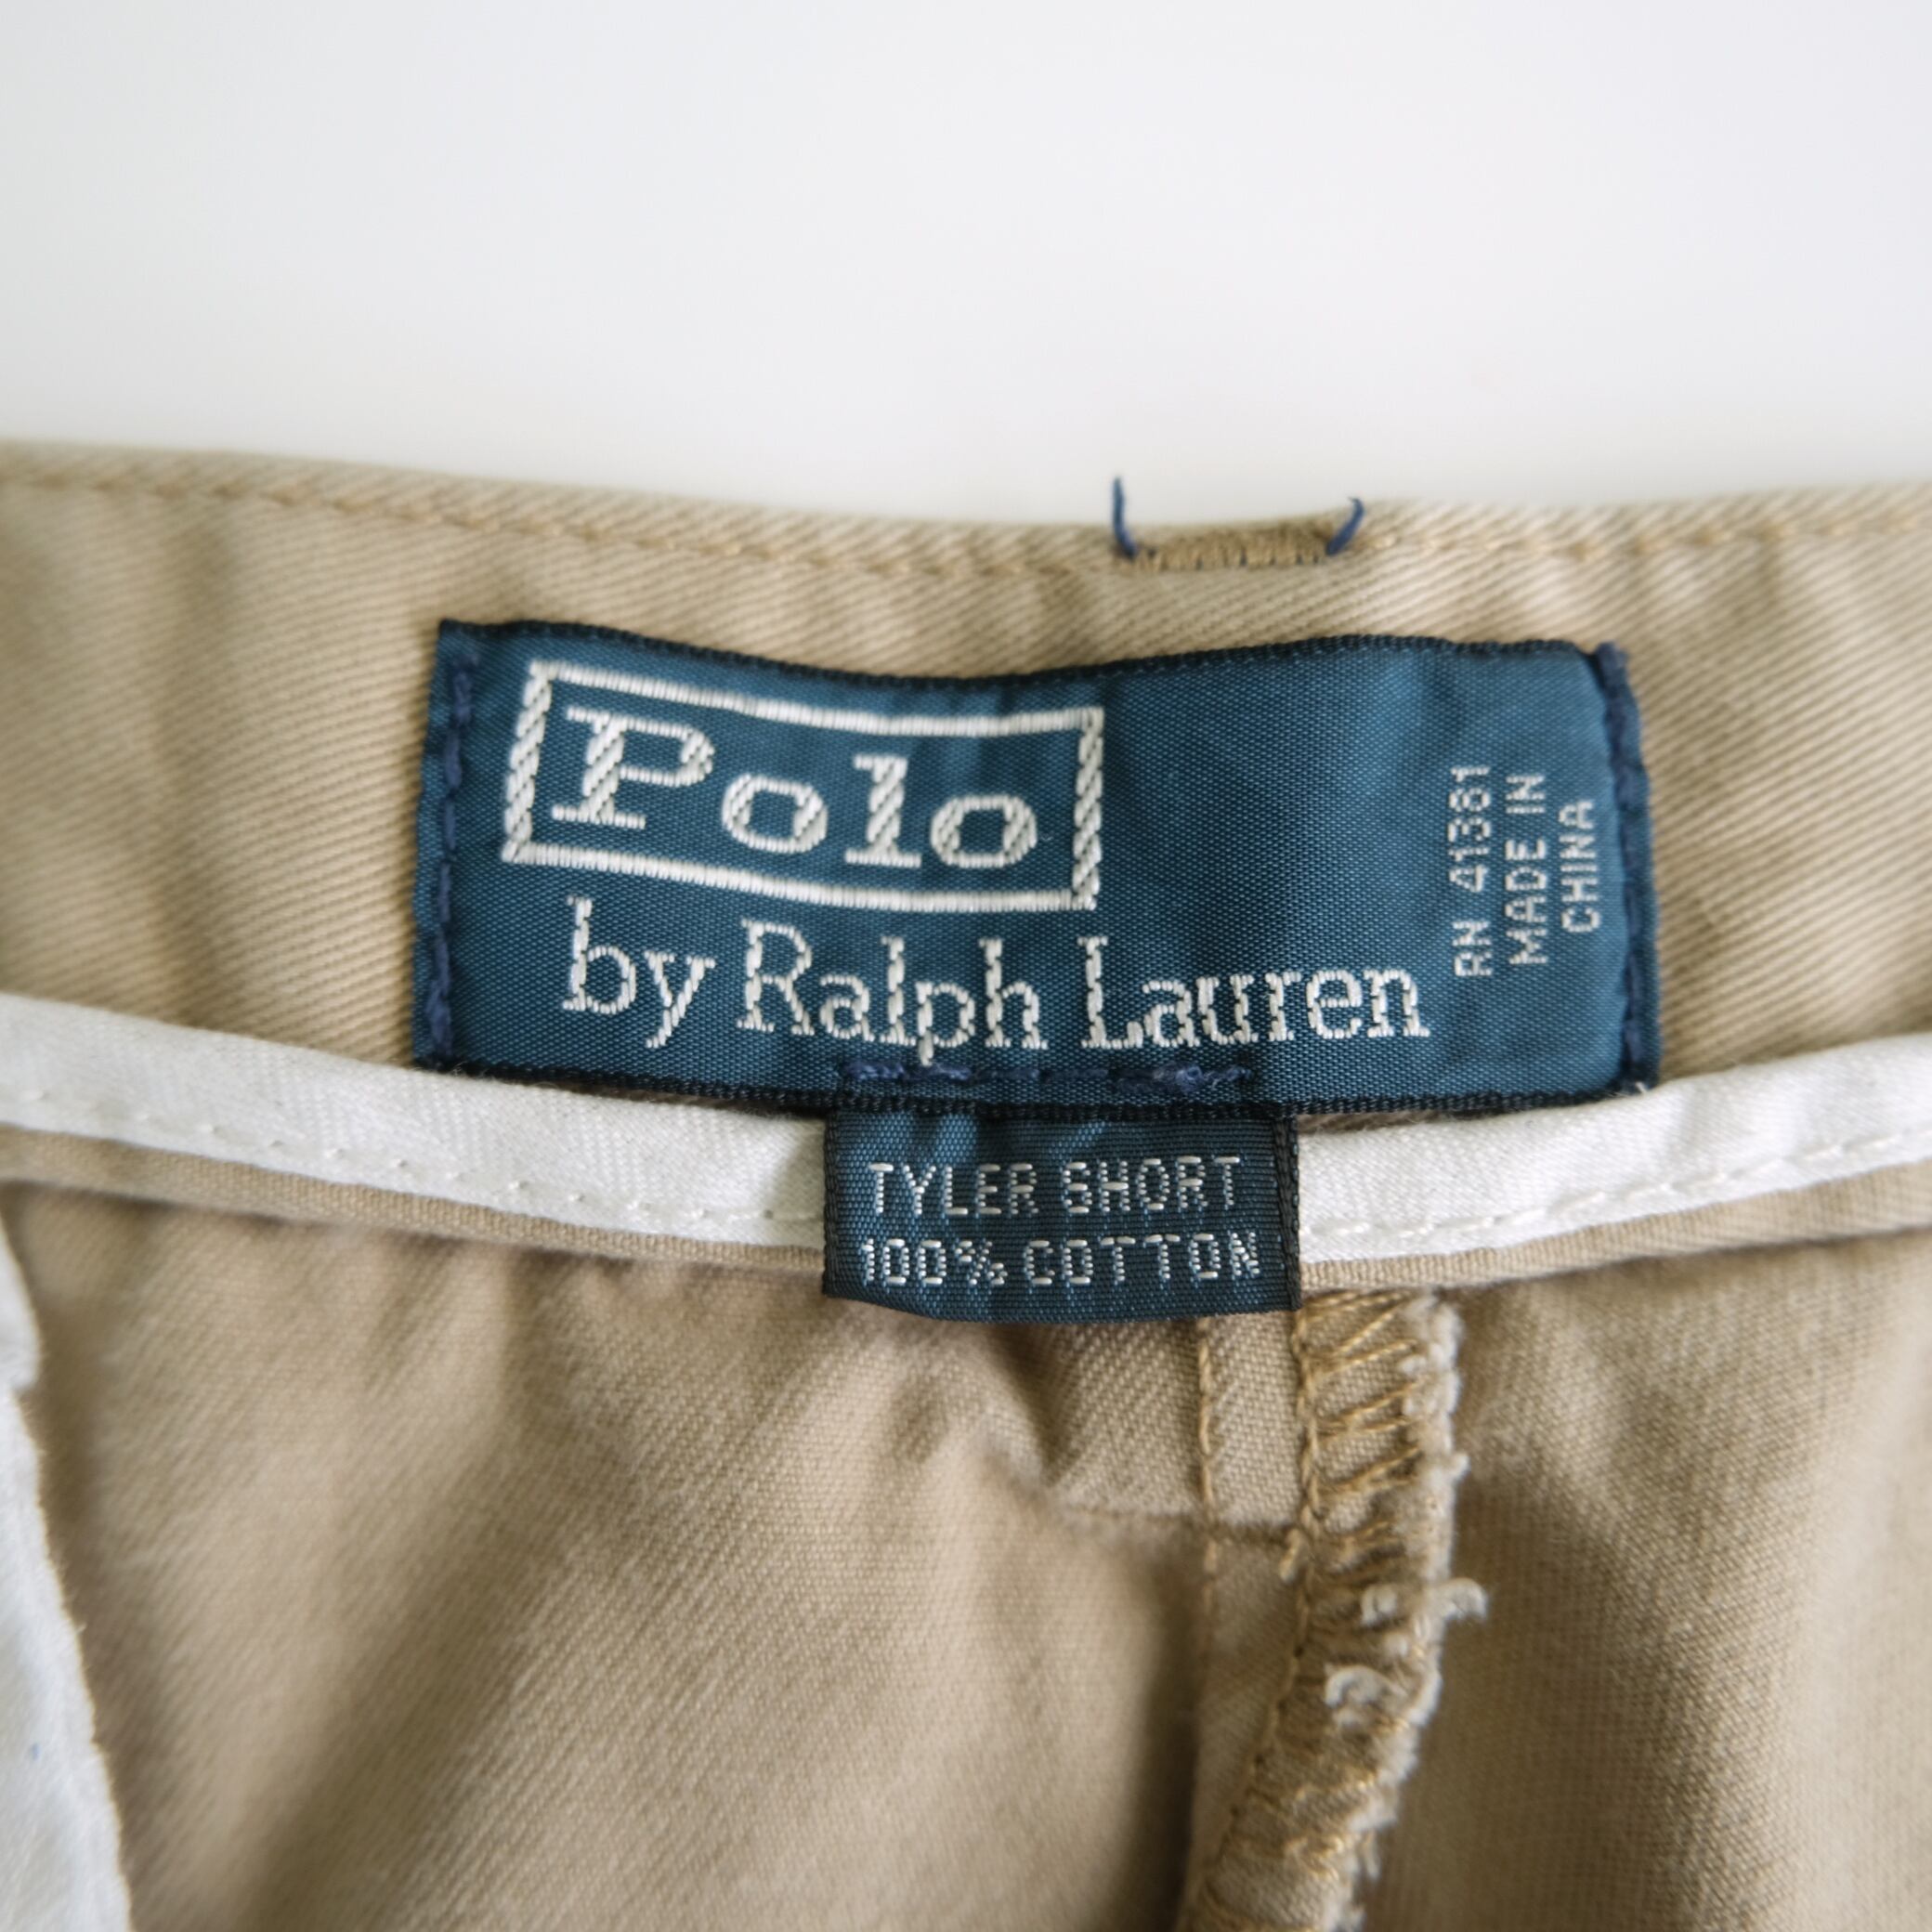 Polo
by Ralph Lauren
RN 41381
MADE IN
CHINA
TYLER SHORT
100% COTTON